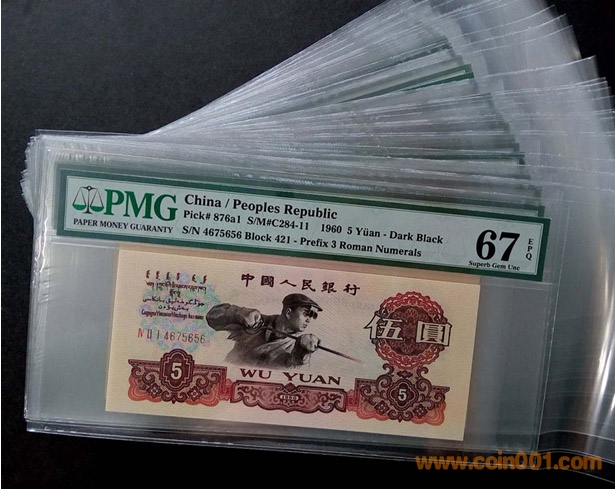 PMG
PAPER MONEY GUARANTY
China / Peoples Republic
Pick# 876a1 S/M#C284-11 1960 5 Yüan - Dark Black
S/N 4675656 Block 421 - Prefix 3 Roman Numerals
67 EPQ
Superb Gem Unc
中國人民銀行
伍圓
4675656
5
WU YUAN
5
1960
www.coin001.com